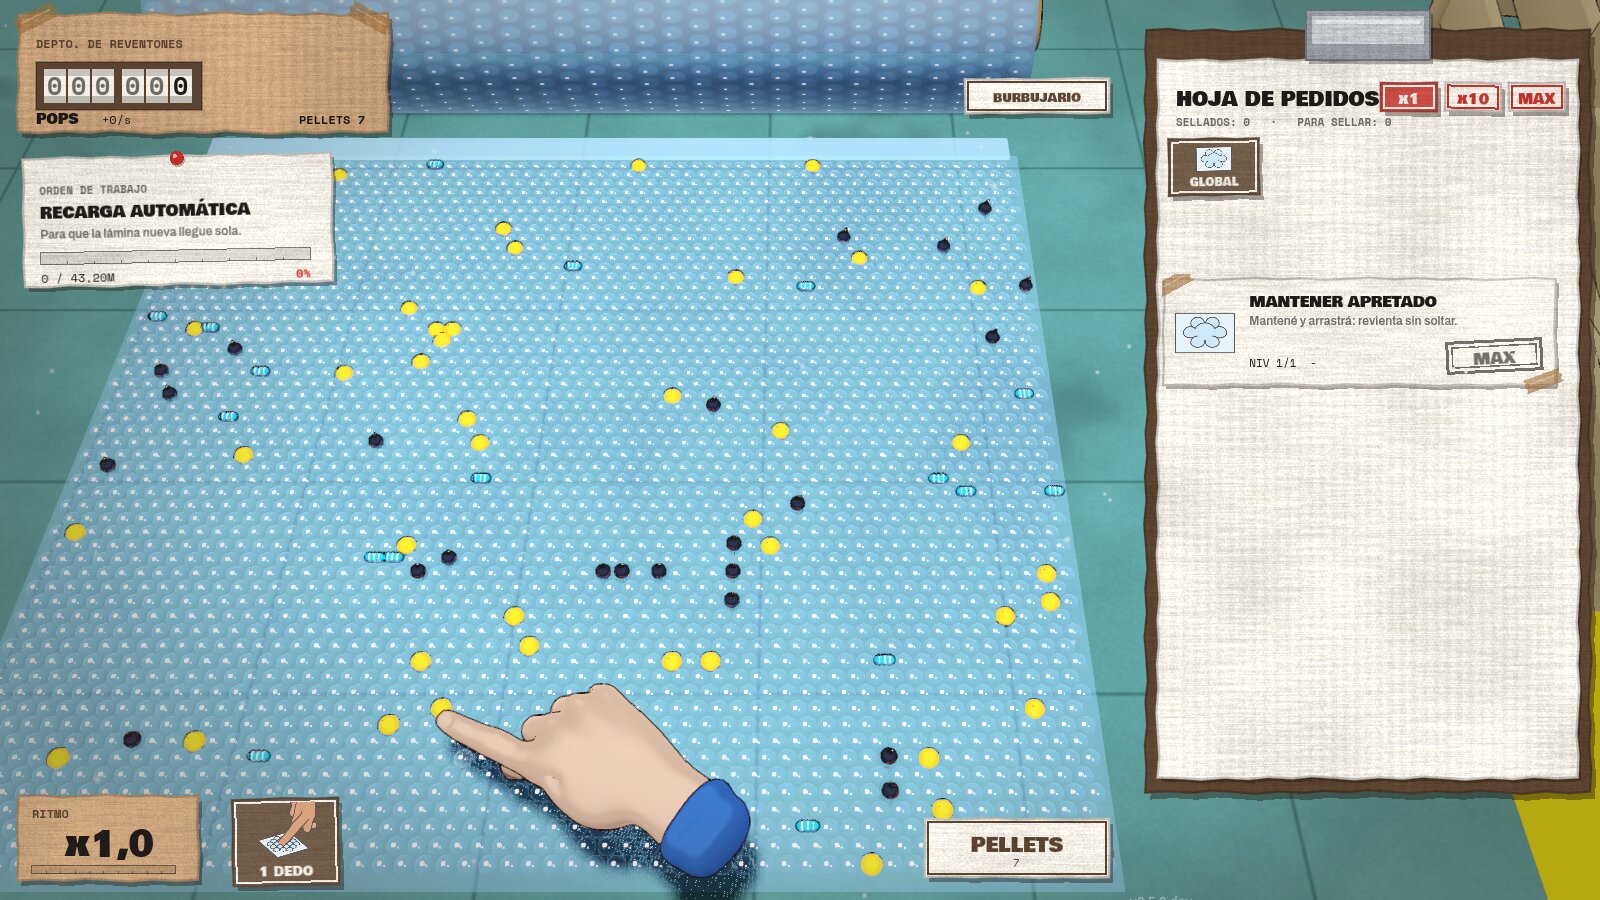 DEPTO. DE REVENTONES
000000
POPS +0/s PELLETS 7
ORDEN DE TRABAJO
RECARGA AUTOMÁTICA
Para que la lámina nueva llegue sola.
0 / 43.20M 0%
BURBUJARIO
HOJA DE PEDIDOS x1 x10 MAX
SELLADOS: 0 · PARA SELLAR: 0
GLOBAL
MANTENER APRETADO
Mantené y arrastrá: revienta sin soltar.
NIV 1/1 -
MAX
RITMO
x1,0
1 DEDO
PELLETS
7